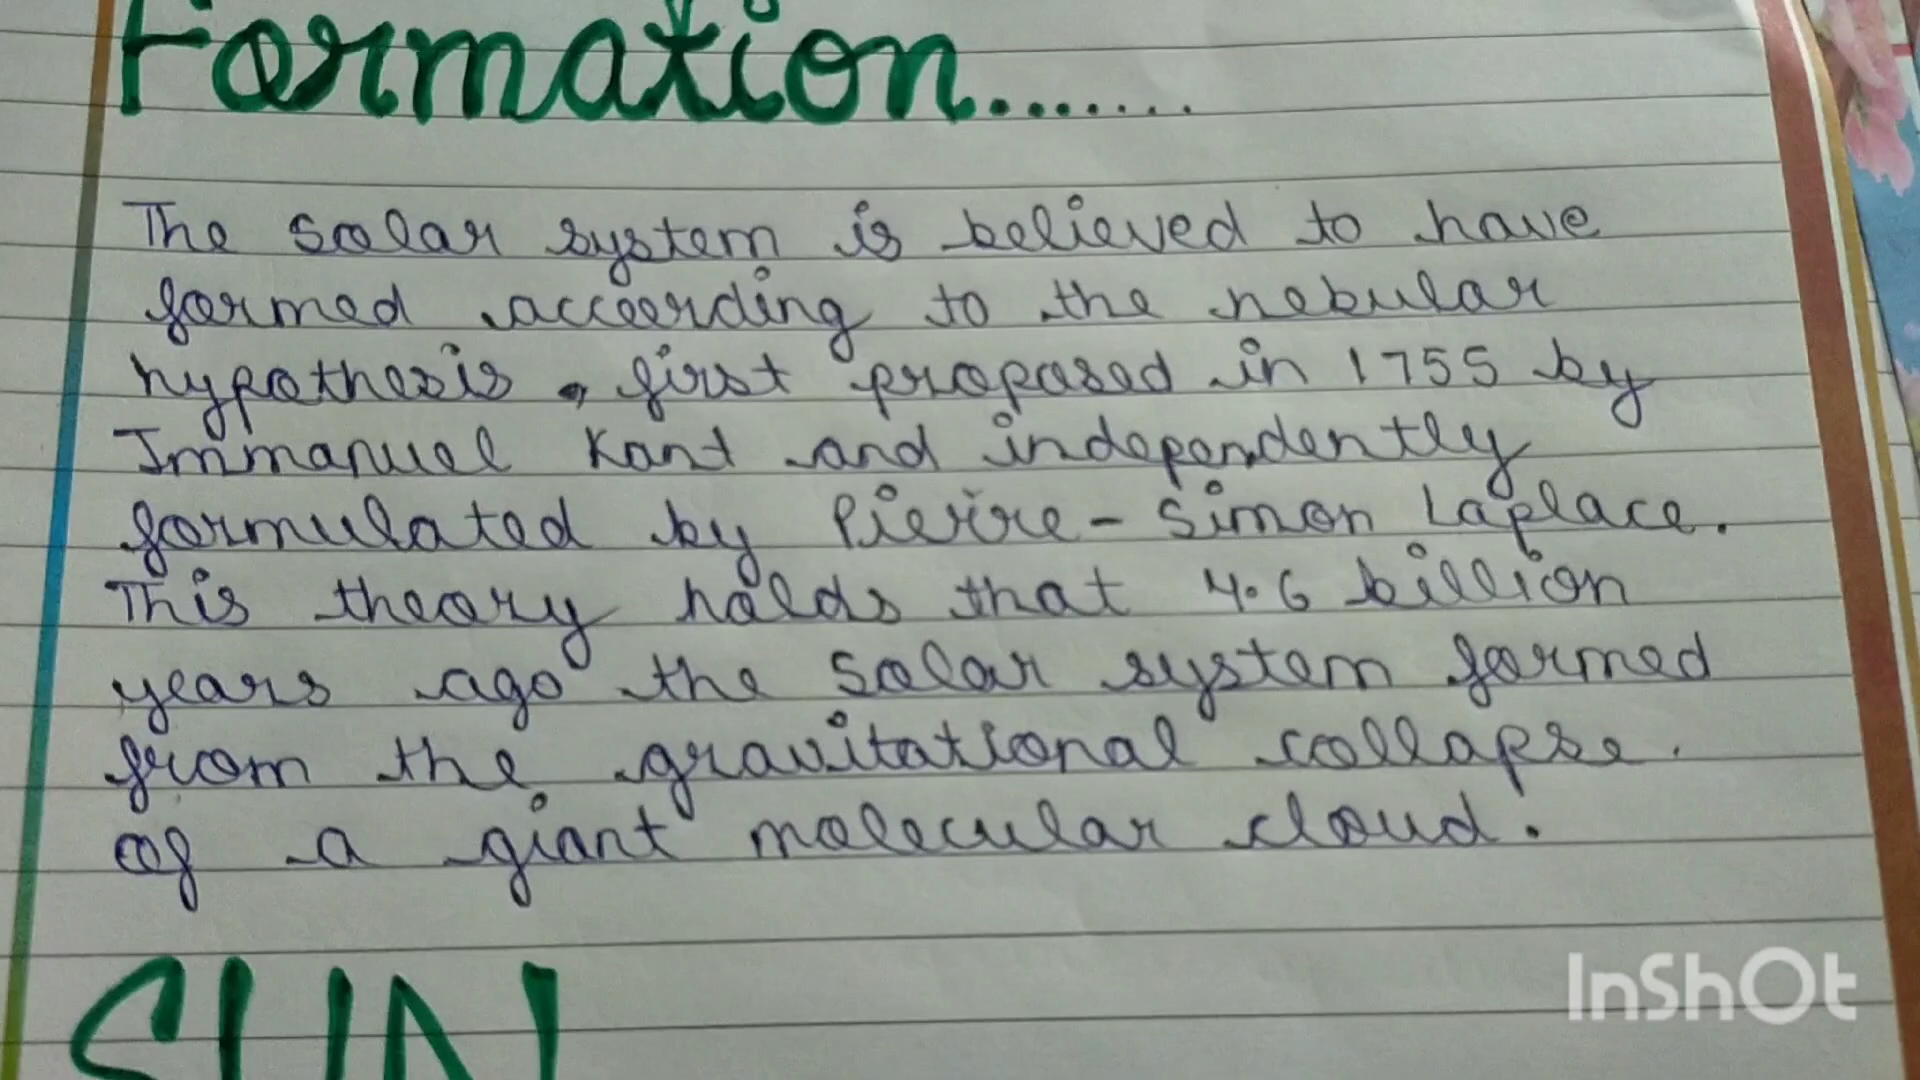 Formation.......
The solar system is believed to have
formed according to the nebular
hypothesis, first proposed in 1755 by
Immanuel Kant and independently
formulated by Pierre-Simon Laplace.
This theory holds that 4.6 billion
years ago the solar system formed
from the gravitational collapse.
of a giant molecular cloud.
SUN
InShOt